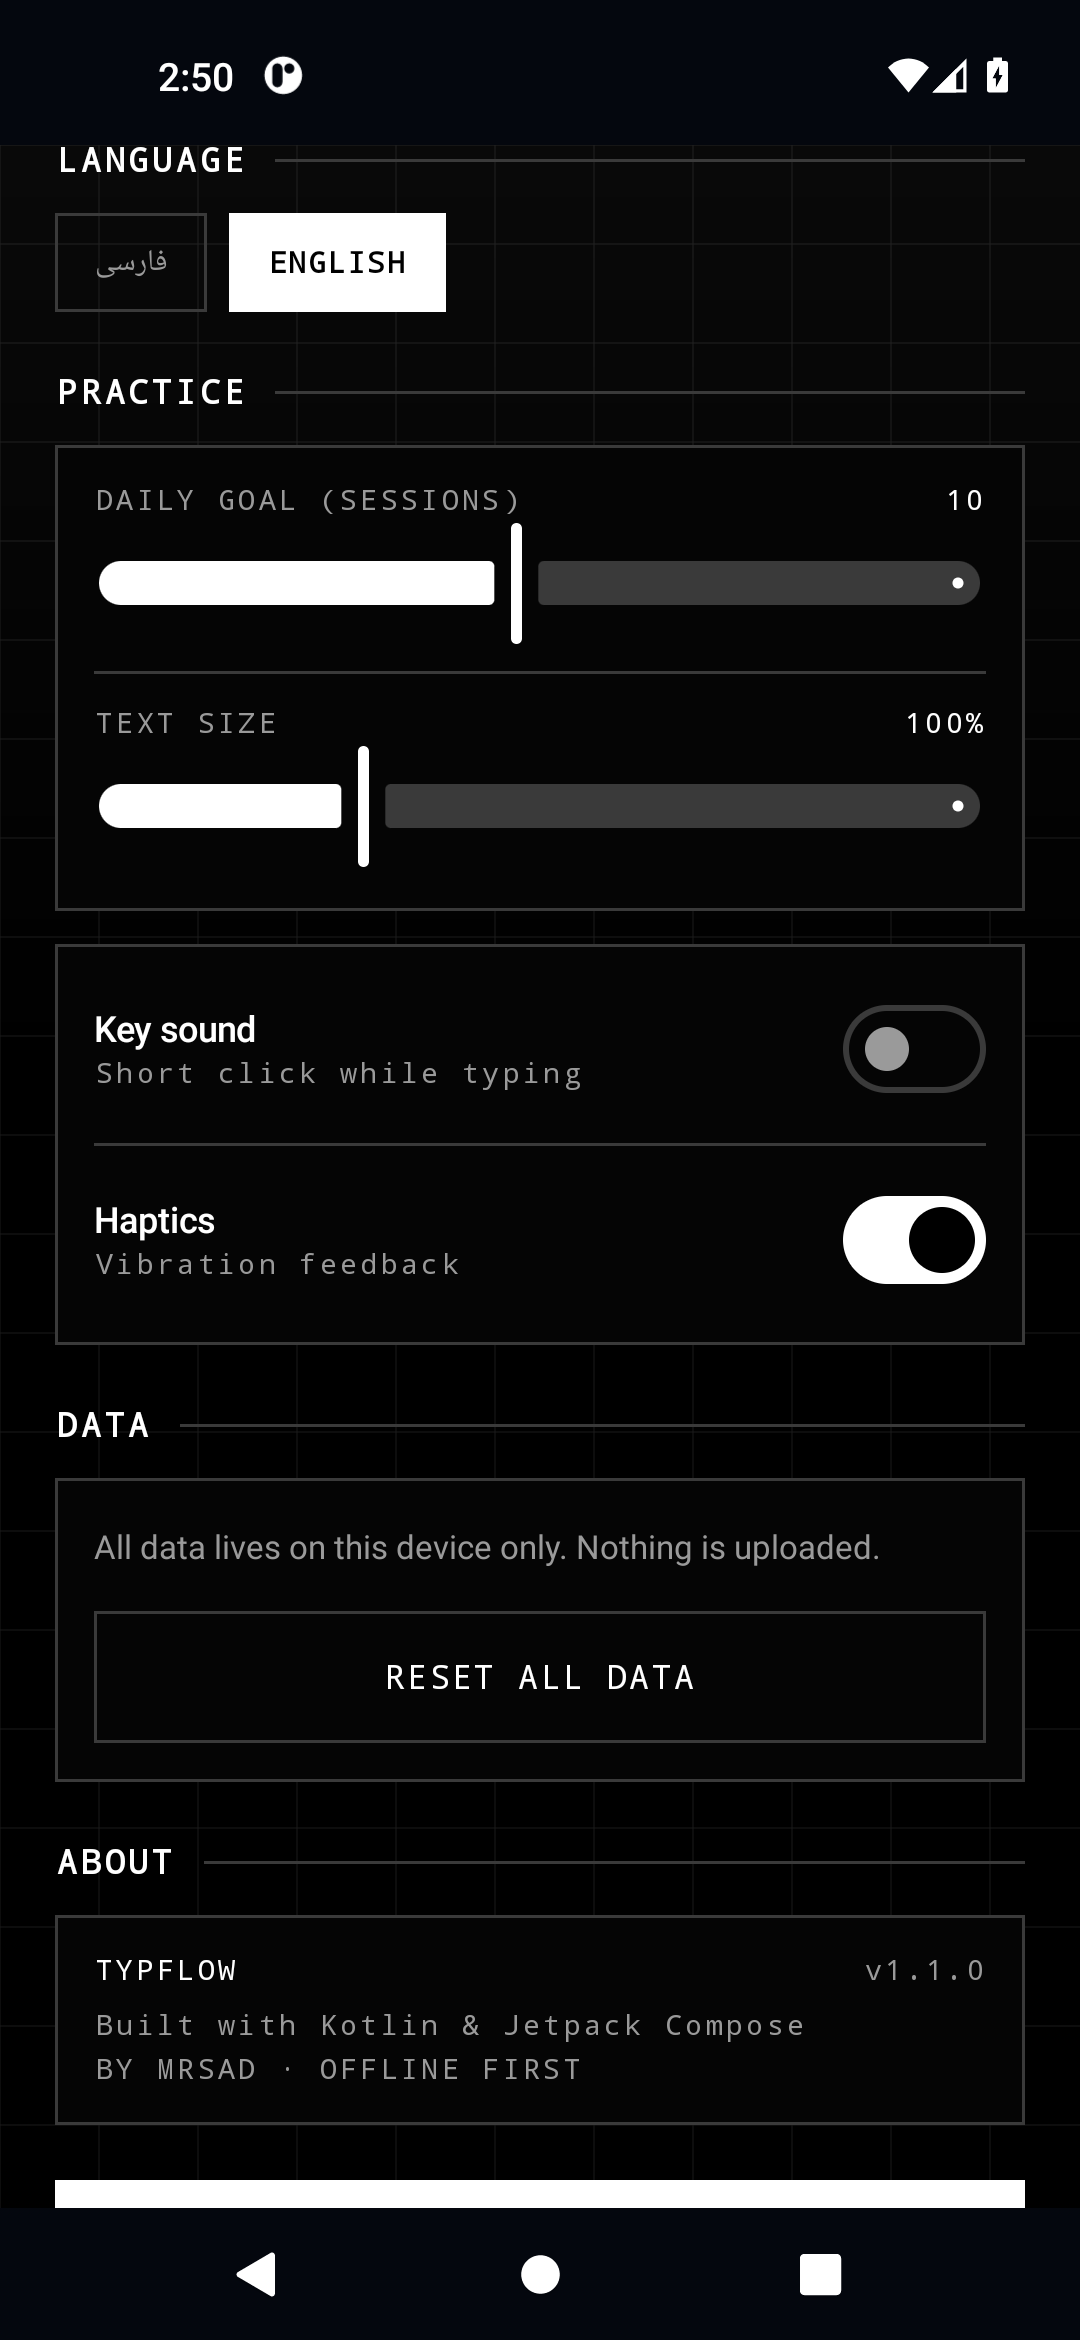 2:50
LANGUAGE
فارسی
ENGLISH
PRACTICE
DAILY GOAL (SESSIONS)
10
TEXT SIZE
100%
Key sound
Short click while typing
Haptics
Vibration feedback
DATA
All data lives on this device only. Nothing is uploaded.
RESET ALL DATA
ABOUT
TYPFLOW
v1.1.0
Built with Kotlin & Jetpack Compose
BY MRSAD · OFFLINE FIRST